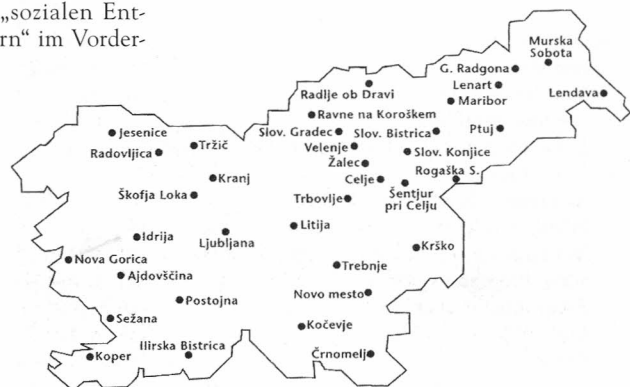 „sozialen Ent-
rn“ im Vorder-
Murska
Sobota
G. Radgona
Radlje ob Dravi
Lenart
Lendava
Maribor
Ravne na Koroškem
Jesenice
Slov. Gradec
Slov. Bistrica
Ptuj
Tržič
Velenje
Radovljica
Slov. Konjice
Žalec
Rogaška S.
Kranj
Celje
Škofja Loka
Trbovlje
Šentjur
pri Celju
Litija
Idrija
Ljubljana
Krško
Nova Gorica
Trebnje
Ajdovščina
Novo mesto
Postojna
Sežana
Kočevje
Ilirska Bistrica
Koper
Črnomelj